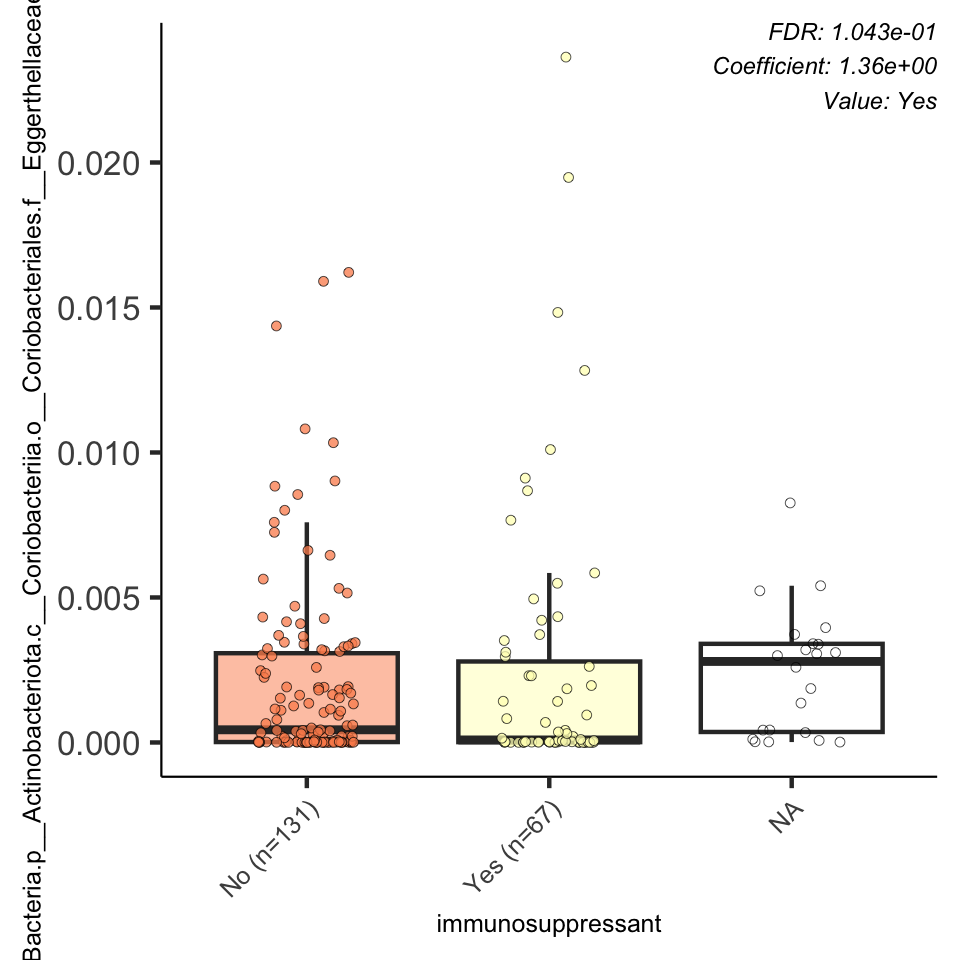 FDR: 1.043e-01
Coefficient: 1.36e+00
Value: Yes
Bacteria.p__Actinobacteriota.c__Coriobacteriia.o__Coriobacteriales.f__Eggerthellaceae
0.020
0.015
0.010
0.005
0.000
No (n=131)
Yes (n=67)
NA
immunosuppressant